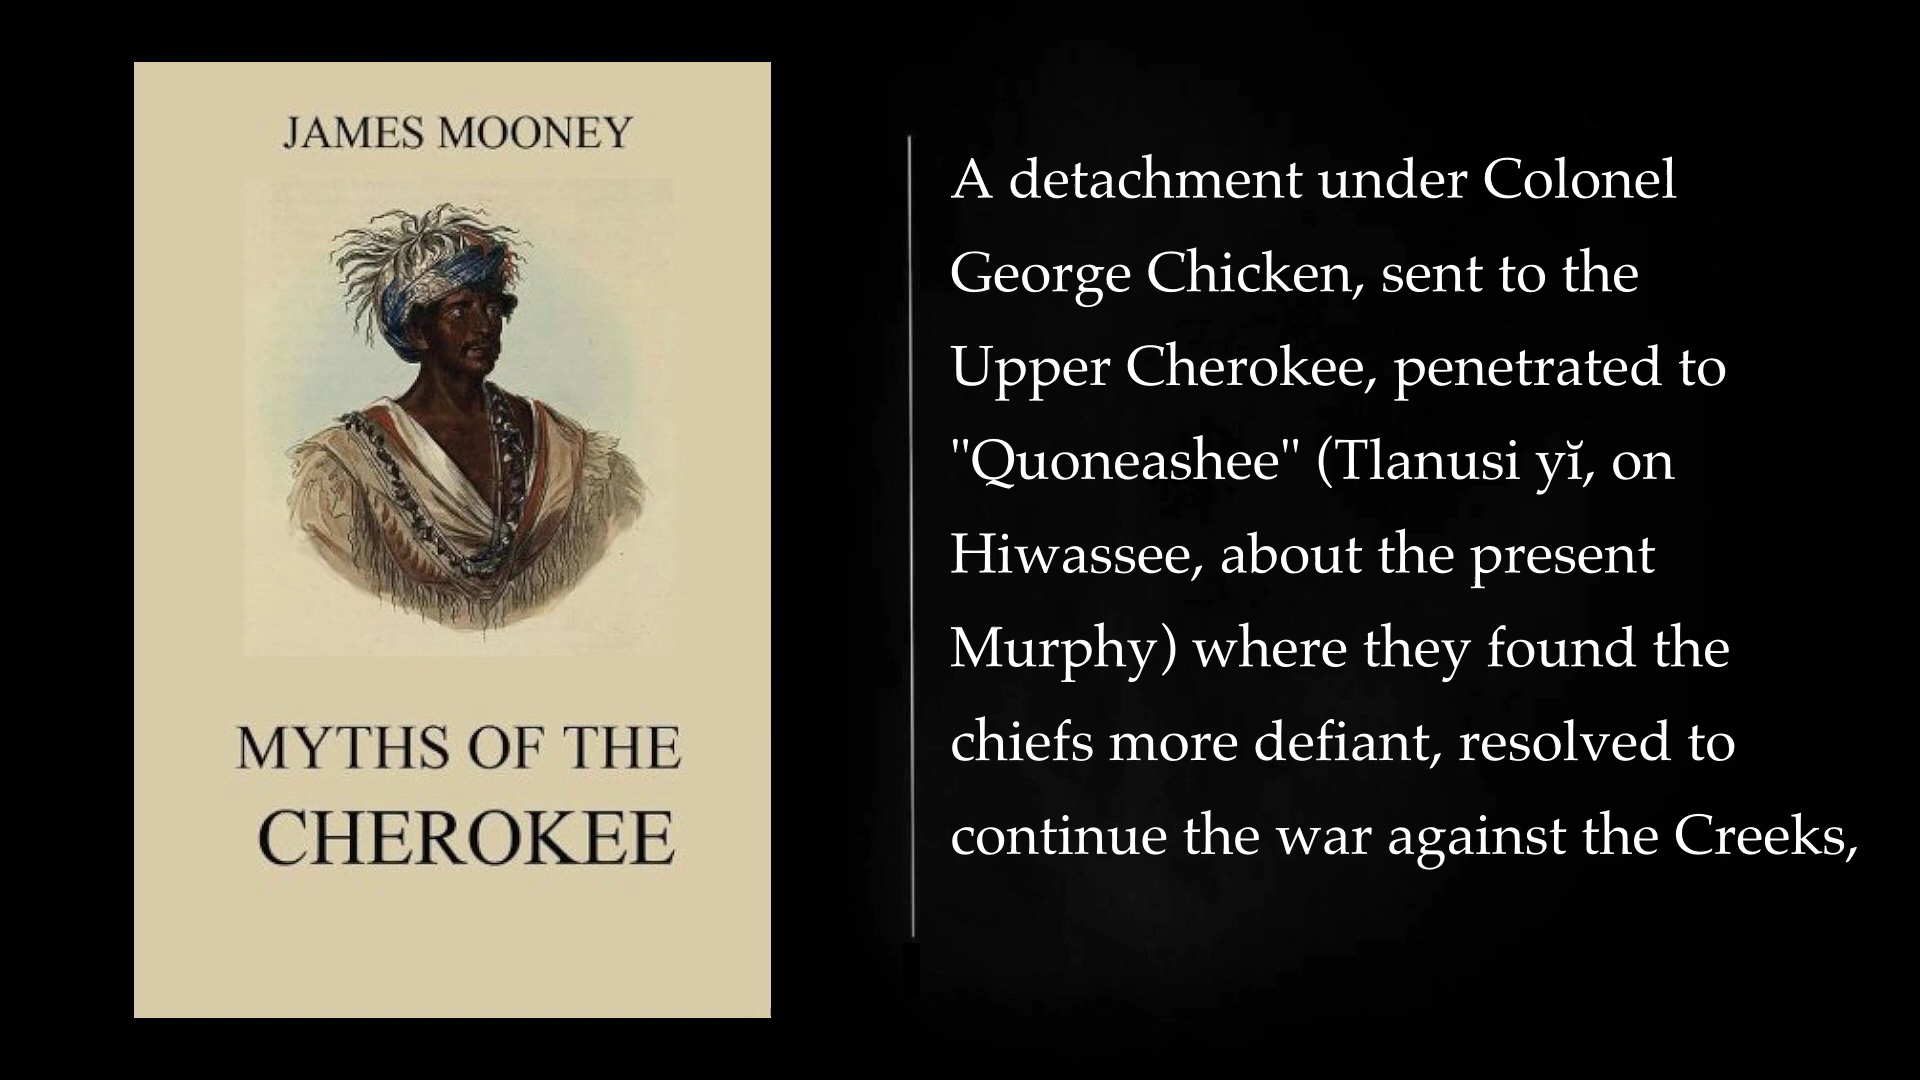 JAMES MOONEY
MYTHS OF THE
CHEROKEE
A detachment under Colonel
George Chicken, sent to the
Upper Cherokee, penetrated to
"Quoneashee" (Tlanusi yĭ, on
Hiwassee, about the present
Murphy) where they found the
chiefs more defiant, resolved to
continue the war against the Creeks,